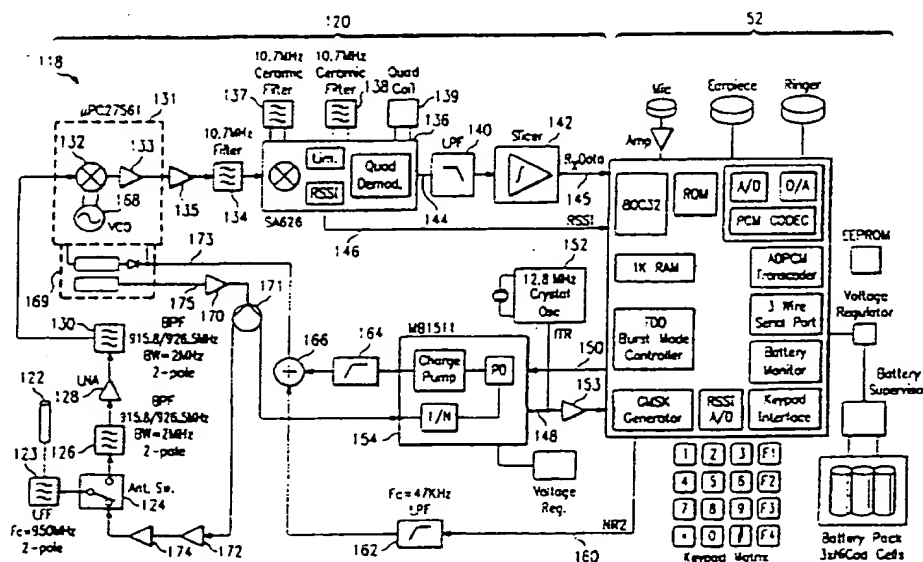 120
52
118
10.7MHz
Ceramic
Filter
137
10.7MHz
Ceramic
Filter
138
Quad
Coil
139
136
μPC27561
131
132
133
68
VCO
135
10.7MHz
Filter
134
Lim.
RSSI
Quad
Demod.
SA626
144
LPF
140
Slicer
142
RxData
145
RSSI
146
Mic
Amp
Earpiece
Ringer
80C32
ROM
A/D
D/A
PCM CODEC
1K RAM
ADPCM
Transcoder
3 Wire
Serial Port
TDD
Burst Mode
Controller
Battery
Monitor
GMSK
Generator
RSSI
A/D
Keypad
Interface
EEPROM
Voltage
Regulator
Battery
Supervisor
Battery Pack
3xNiCad Cells
169
173
175
170
171
152
12.8 MHz
Crystal
Osc
ITR
130
BPF
915.8/926.5MHz
BW=2MHz
2-pole
LNA
128
BPF
915.8/926.5MHz
BW=2MHz
2-pole
126
122
123
LFF
Fc=950MHz
2-pole
Ant. Sw.
124
174
172
166
164
MB1511
Charge
Pump
PD
1/N
154
150
153
148
Voltage
Reg.
Fc=47KHz
LPF
162
NRZ
160
1 2 3 F1
4 5 6 F2
7 8 9 F3
* 0 # F4
Keypad Matrix